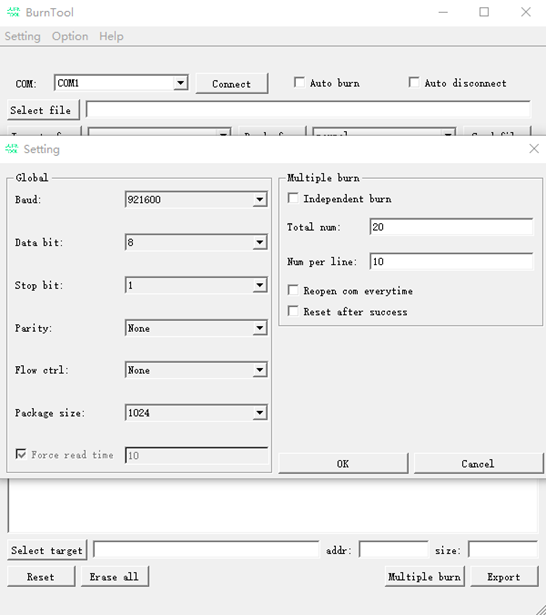 BurnTool
Setting Option Help
COM: COM1 Connect Auto burn Auto disconnect
Select file
Setting
Global
Baud: 921600
Data bit: 8
Stop bit: 1
Parity: None
Flow ctrl: None
Package size: 1024
Force read time 10
Multiple burn
Independent burn
Total num: 20
Num per line: 10
Reopen com everytime
Reset after success
OK Cancel
Select target addr: size:
Reset Erase all Multiple burn Export